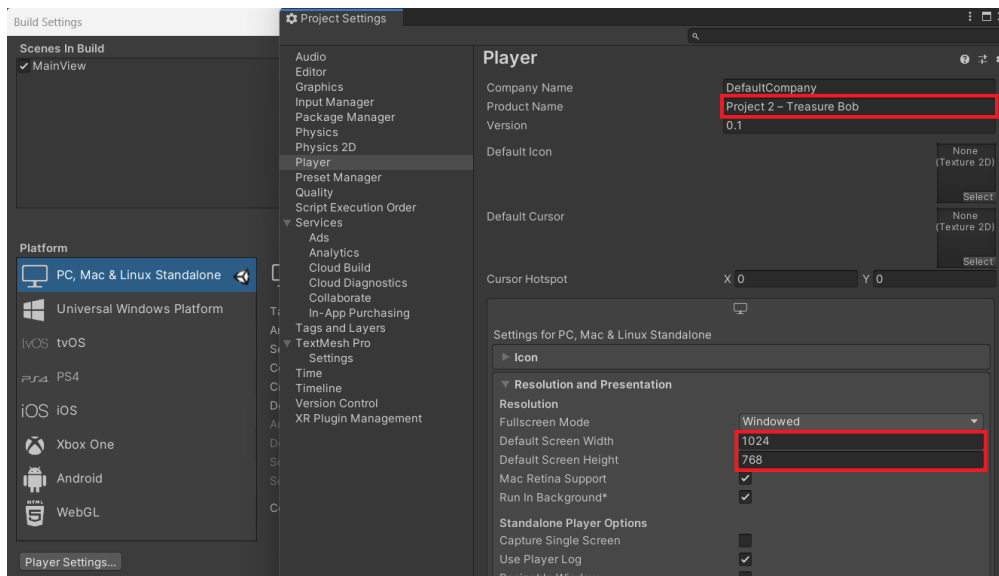 Build Settings
Scenes In Build
MainView
Platform
PC, Mac & Linux Standalone
Universal Windows Platform
tvOS tvOS
PS4 PS4
iOS iOS
Xbox One
Android
HTML
5 WebGL
Player Settings...
Project Settings
Audio
Editor
Graphics
Input Manager
Package Manager
Physics
Physics 2D
Player
Preset Manager
Quality
Script Execution Order
Services
Ads
Analytics
Cloud Build
Cloud Diagnostics
Collaborate
In-App Purchasing
Tags and Layers
TextMesh Pro
Settings
Time
Timeline
Version Control
XR Plugin Management
Player
Company Name DefaultCompany
Product Name Project 2 – Treasure Bob
Version 0.1
Default Icon None
(Texture 2D)
Select
Default Cursor None
(Texture 2D)
Select
Cursor Hotspot X 0 Y 0
Settings for PC, Mac & Linux Standalone
Icon
Resolution and Presentation
Resolution
Fullscreen Mode Windowed
Default Screen Width 1024
Default Screen Height 768
Mac Retina Support
Run In Background*
Standalone Player Options
Capture Single Screen
Use Player Log